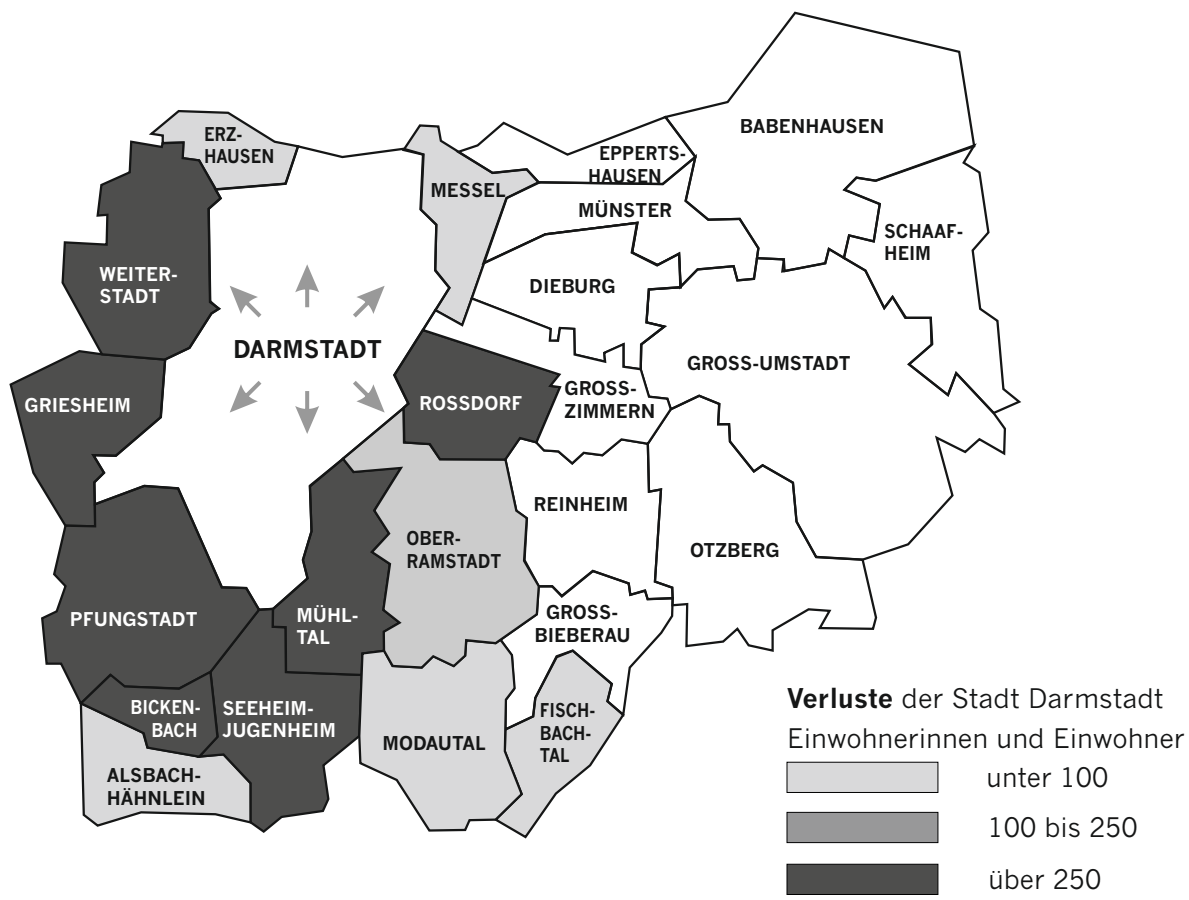 BABENHAUSEN
ERZ-
HAUSEN
EPPERTS-
HAUSEN
MESSEL
MÜNSTER
SCHAAF-
HEIM
WEITER-
STADT
DIEBURG
DARMSTADT
GROSS-UMSTADT
GRIESHEIM
ROSSDORF
GROSS-
ZIMMERN
REINHEIM
OBER-
RAMSTADT
OTZBERG
PFUNGSTADT
MÜHL-
TAL
GROSS-
BIEBERAU
BICKEN-
BACH
SEEHEIM-
JUGENHEIM
FISCH-
BACH-
TAL
MODAUTAL
ALSBACH-
HÄHNLEIN
Verluste der Stadt Darmstadt
Einwohnerinnen und Einwohner
unter 100
100 bis 250
über 250